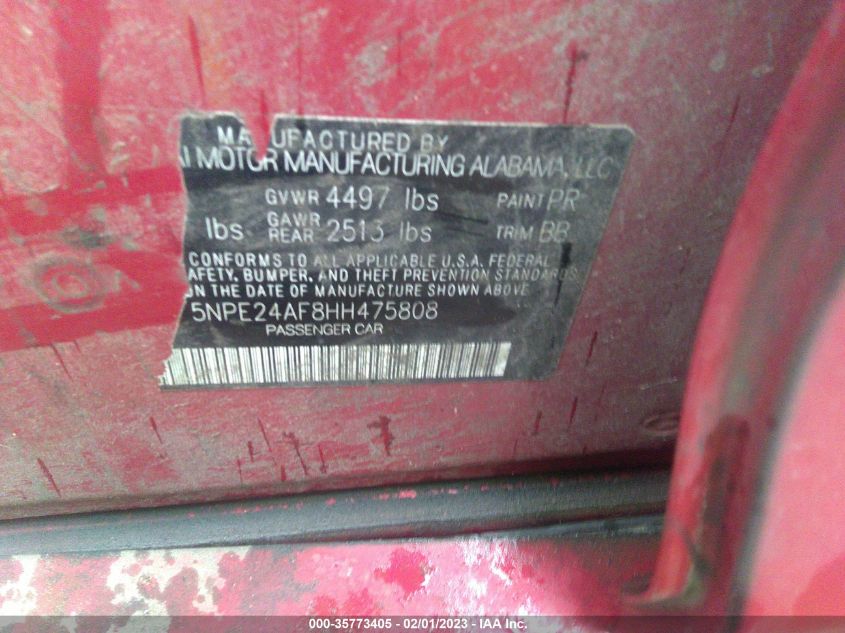 MANUFACTURED BY
I MOTOR MANUFACTURING ALABAMA, LLC
GVWR 4497 lbs PAINT PR
lbs GAWR REAR 2513 lbs TRIM BB
CONFORMS TO ALL APPLICABLE U.S.A. FEDERAL
AFETY, BUMPER, AND THEFT PREVENTION STANDARDS
ON THE DATE OF MANUFACTURE SHOWN ABOVE
5NPE24AF8HH475808
PASSENGER CAR
000-35773405 - 02/01/2023 - IAA Inc.